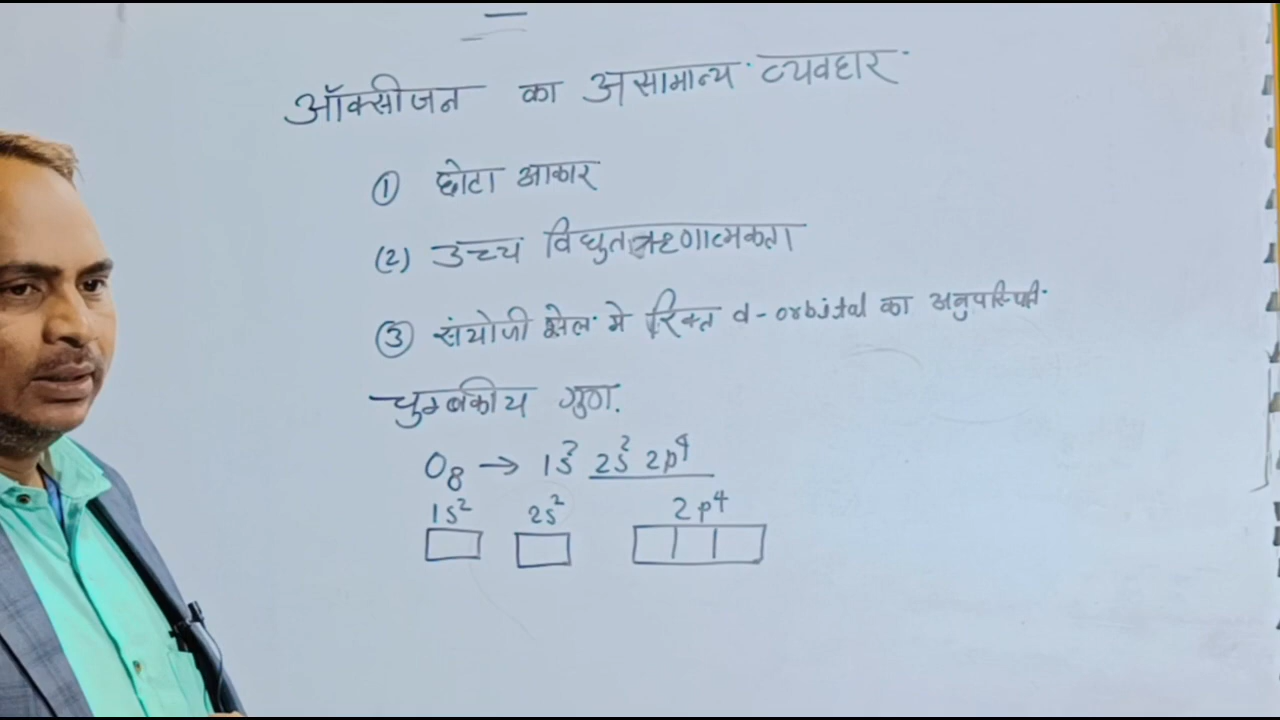 ऑक्सीजन का असामान्य व्यवहार
① छोटा आकार
(2) उच्च विधुतऋणात्मकता
③ संयोजी सेल में रिक्त d-orbital का अनुपस्थिति
चुम्बकीय गुण.
O₈ → 1s² 2s² 2p⁴
1s² 2s² 2p⁴